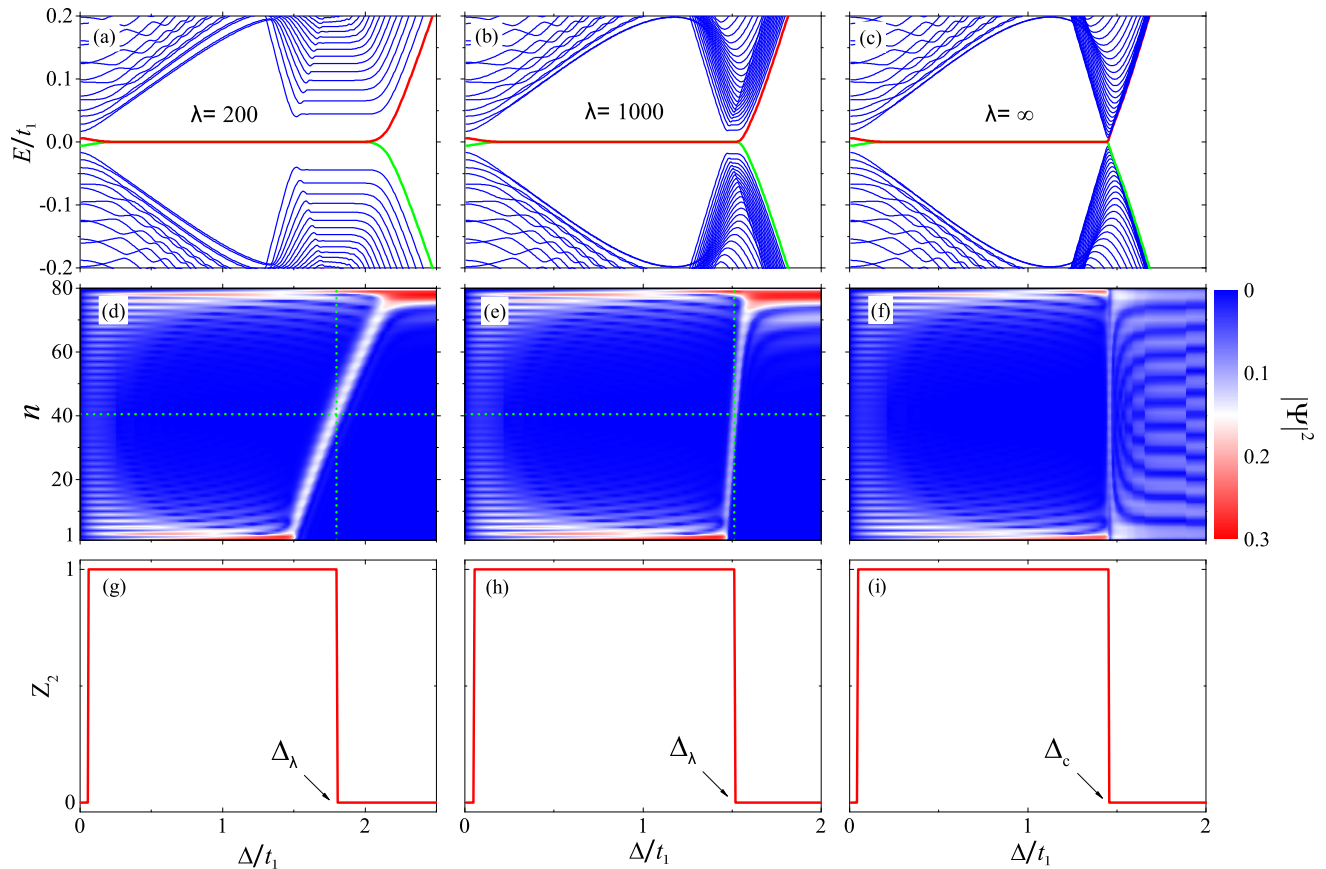 0.2
0.1
0.0
-0.1
-0.2
E/t₁
(a)
λ= 200
(b)
λ= 1000
(c)
λ= ∞
80
60
40
20
1
n
(d)
(e)
(f)
0
0.1
0.2
0.3
|Ψ|²
1
0
Z₂
(g)
Δλ
(h)
Δλ
(i)
Δc
0 1 2
0 1 2
0 1 2
Δ/t₁
Δ/t₁
Δ/t₁